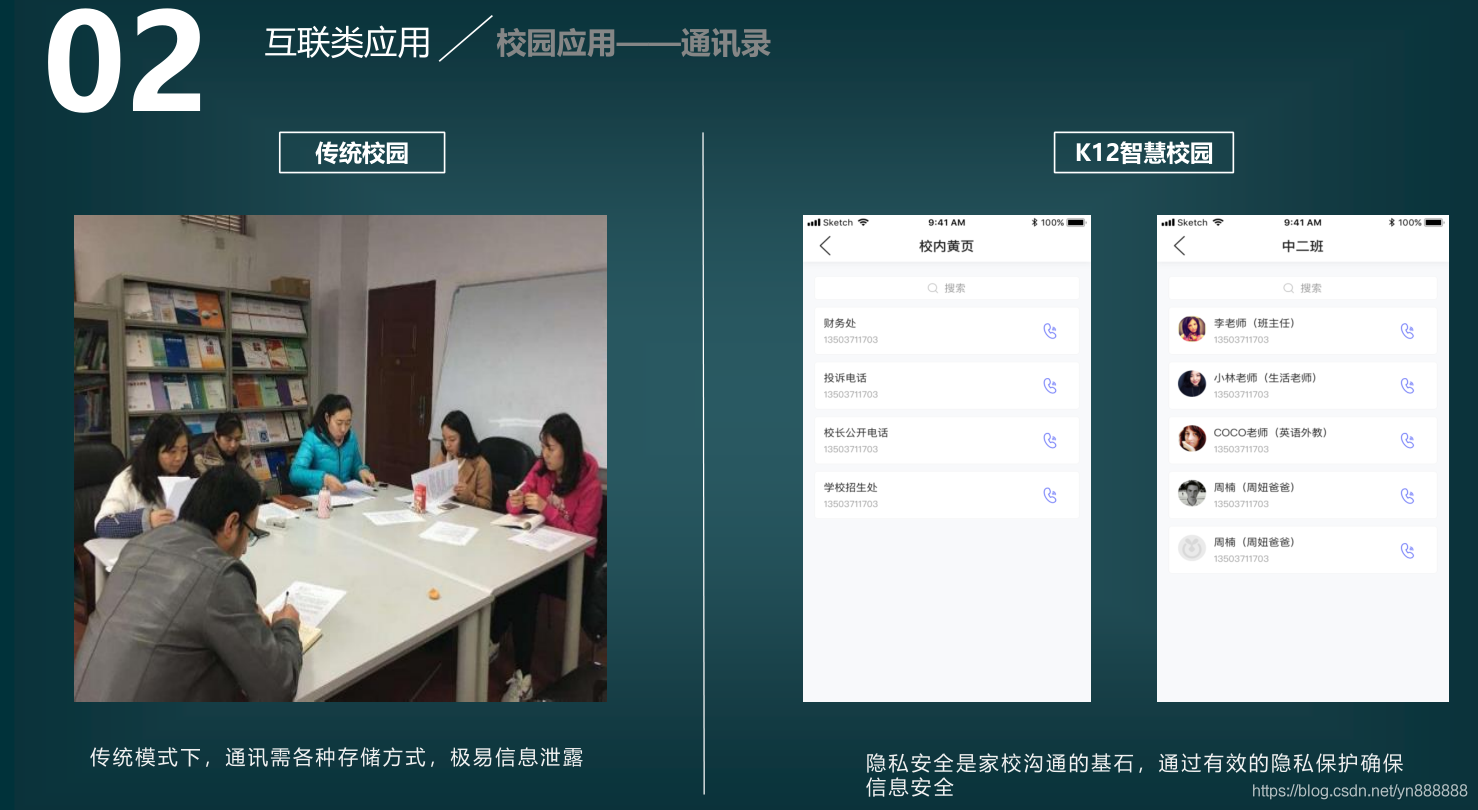 02
互联类应用
校园应用——通讯录
传统校园
K12智慧校园
Sketch
9:41 AM
100%
校内黄页
搜索
财务处
13503711703
投诉电话
13503711703
校长公开电话
13503711703
学校招生处
13503711703
Sketch
9:41 AM
100%
中二班
搜索
李老师（班主任）
13503711703
小林老师（生活老师）
13503711703
COCO老师（英语外教）
13503711703
周楠（周妞爸爸）
13503711703
周楠（周妞爸爸）
13503711703
传统模式下，通讯需各种存储方式，极易信息泄露
隐私安全是家校沟通的基石，通过有效的隐私保护确保
信息安全
https://blog.csdn.net/yn888888